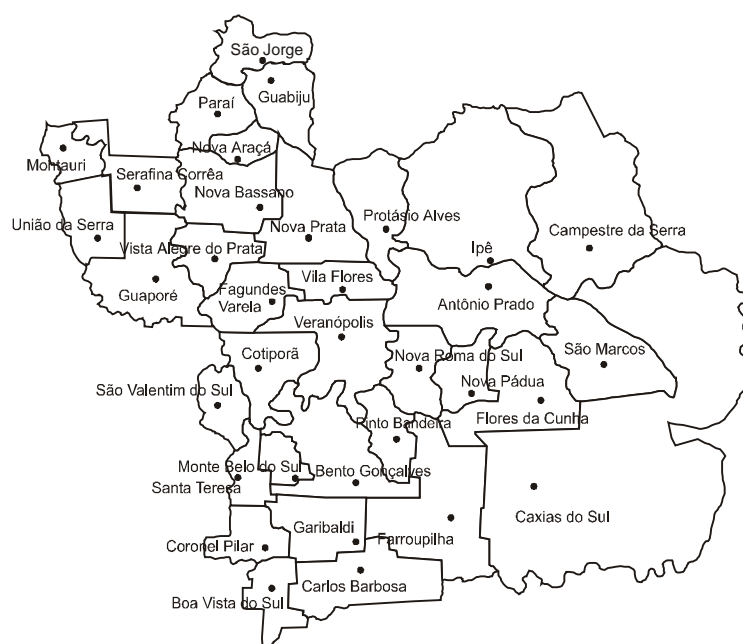 São Jorge
Guabiju
Paraí
Nova Araçá
Montauri
Serafina Corrêa
Nova Bassano
União da Serra
Vista Alegre do Prata
Nova Prata
Protásio Alves
Ipê
Campestre da Serra
Guaporé
Fagundes
Varela
Vila Flores
Antônio Prado
Veranópolis
Cotiporã
Nova Roma do Sul
São Marcos
São Valentim do Sul
Nova Pádua
Flores da Cunha
Pinto Bandeira
Monte Belo do Sul
Bento Gonçalves
Santa Teresa
Caxias do Sul
Garibaldi
Farroupilha
Coronel Pilar
Carlos Barbosa
Boa Vista do Sul